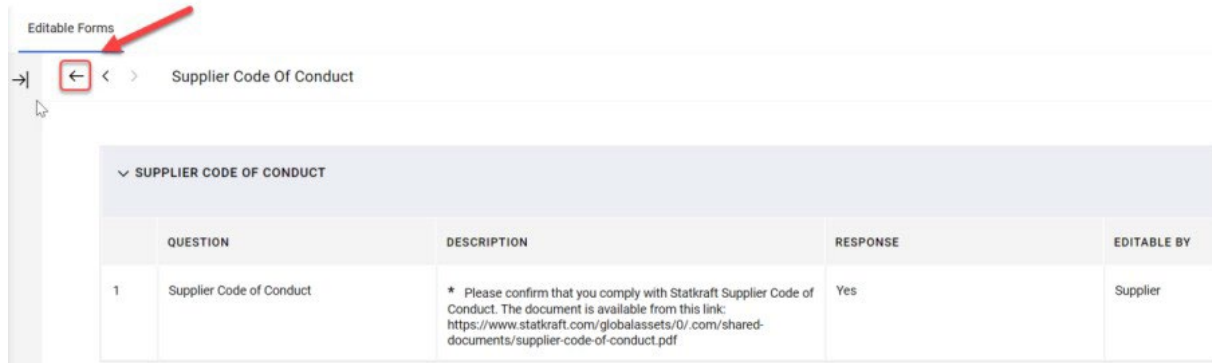 Editable Forms
Supplier Code Of Conduct
SUPPLIER CODE OF CONDUCT
QUESTION DESCRIPTION RESPONSE EDITABLE BY
1 Supplier Code of Conduct * Please confirm that you comply with Statkraft Supplier Code of Yes Supplier
Conduct. The document is available from this link:
https://www.statkraft.com/globalassets/0/.com/shared-
documents/supplier-code-of-conduct.pdf